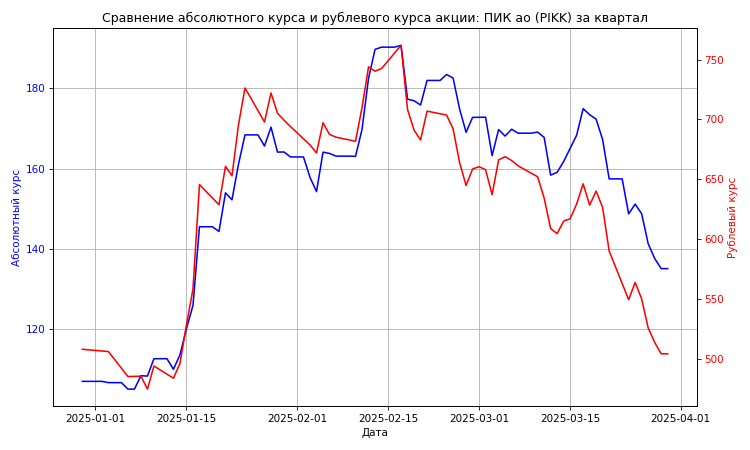 Сравнение абсолютного курса и рублевого курса акции: ПИК ао (PIKK) за квартал
Абсолютный курс
180
160
140
120
750
700
650
600
550
500
Рублевый курс
2025-01-01 2025-01-15 2025-02-01 2025-02-15 2025-03-01 2025-03-15 2025-04-01
Дата